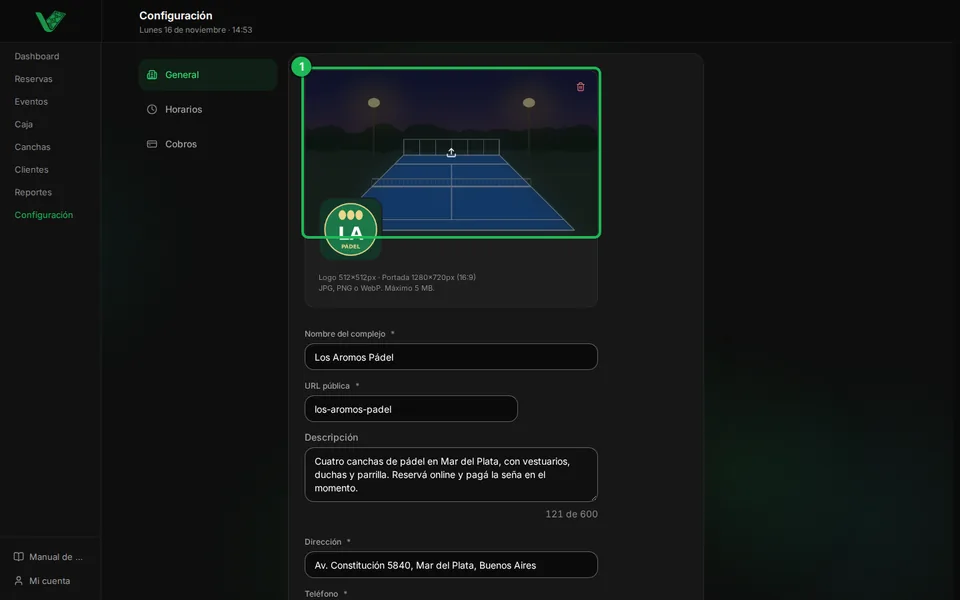 Configuración
Lunes 16 de noviembre · 14:53
Dashboard
Reservas
Eventos
Caja
Canchas
Clientes
Reportes
Configuración
Manual de ...
Mi cuenta
General
Horarios
Cobros
1
LA
PÁDEL
Logo 512×512px · Portada 1280×720px (16:9)
JPG, PNG o WebP. Máximo 5 MB.
Nombre del complejo *
Los Aromos Pádel
URL pública *
los-aromos-padel
Descripción
Cuatro canchas de pádel en Mar del Plata, con vestuarios,
duchas y parrilla. Reservá online y pagá la seña en el
momento.
121 de 600
Dirección *
Av. Constitución 5840, Mar del Plata, Buenos Aires
Teléfono *